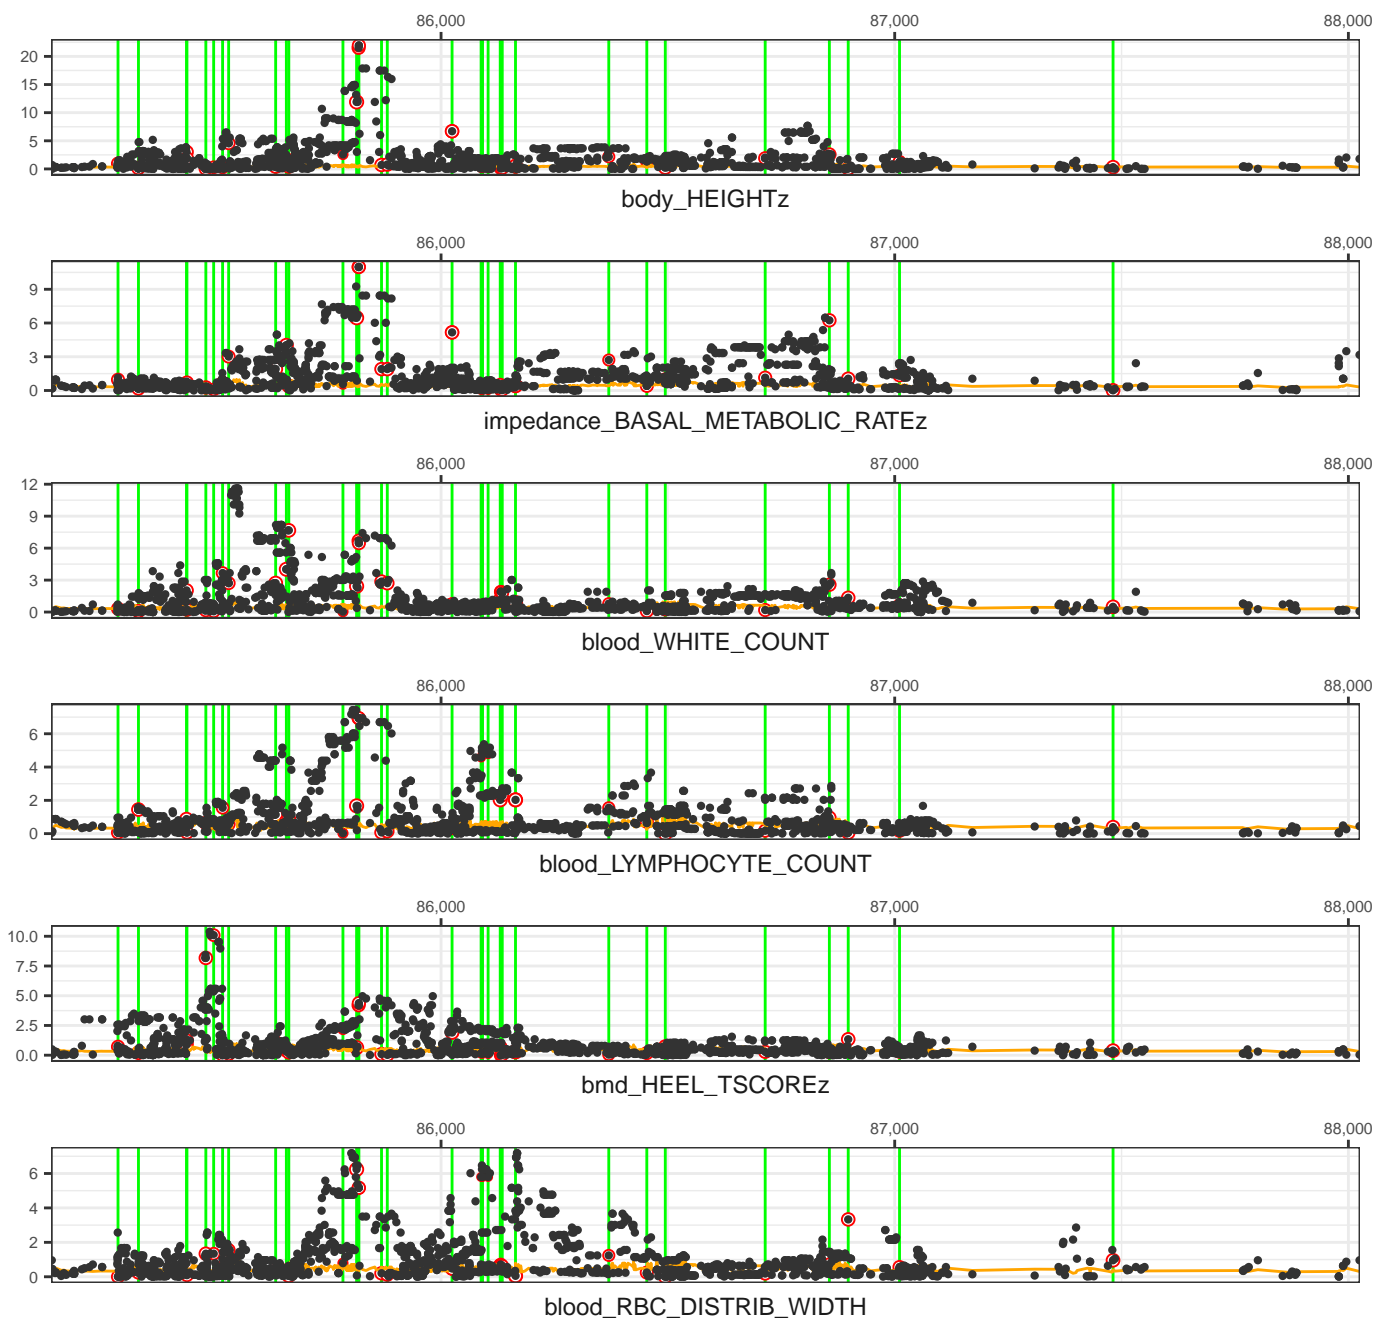 86,000 87,000 88,000
20
15
10
5
0
body_HEIGHTz
86,000 87,000 88,000
9
6
3
0
impedance_BASAL_METABOLIC_RATEz
86,000 87,000 88,000
12
9
6
3
0
blood_WHITE_COUNT
86,000 87,000 88,000
6
4
2
0
blood_LYMPHOCYTE_COUNT
86,000 87,000 88,000
10.0
7.5
5.0
2.5
0.0
bmd_HEEL_TSCOREz
86,000 87,000 88,000
6
4
2
0
blood_RBC_DISTRIB_WIDTH